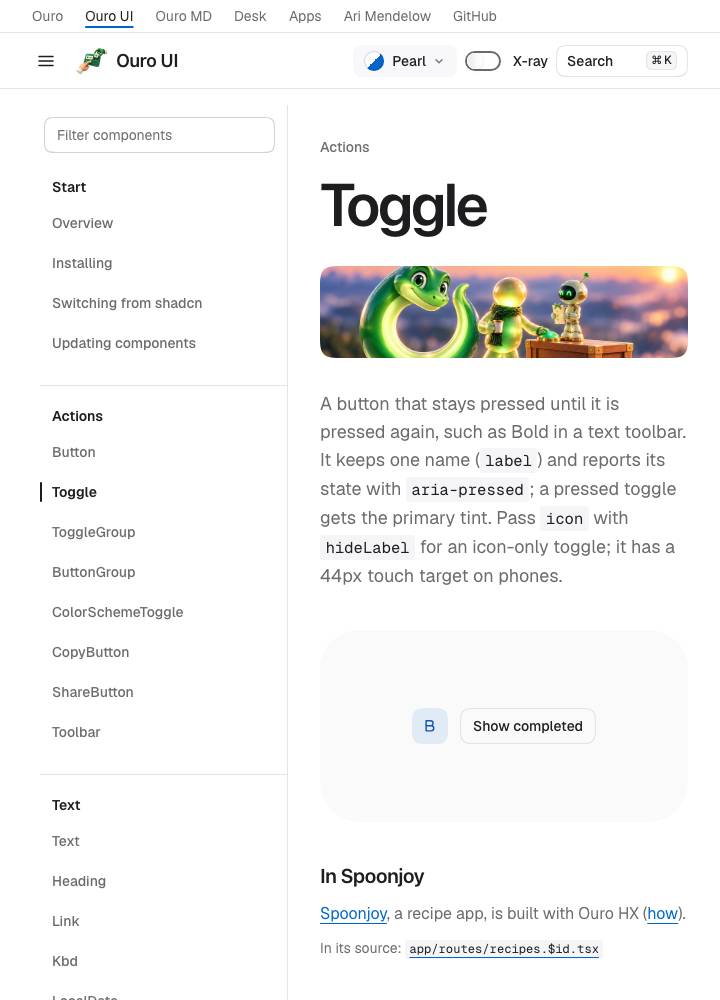 Ouro
Ouro UI
Ouro MD
Desk
Apps
Ari Mendelow
GitHub
Ouro UI
Pearl
X-ray
Search
⌘ K
Filter components
Start
Overview
Installing
Switching from shadcn
Updating components
Actions
Button
Toggle
ToggleGroup
ButtonGroup
ColorSchemeToggle
CopyButton
ShareButton
Toolbar
Text
Text
Heading
Link
Kbd
Actions
Toggle
A button that stays pressed until it is
pressed again, such as Bold in a text toolbar.
It keeps one name ( label ) and reports its
state with aria-pressed ; a pressed toggle
gets the primary tint. Pass icon with
hideLabel for an icon-only toggle; it has a
44px touch target on phones.
B
Show completed
In Spoonjoy
Spoonjoy, a recipe app, is built with Ouro HX (how).
In its source: app/routes/recipes.$id.tsx